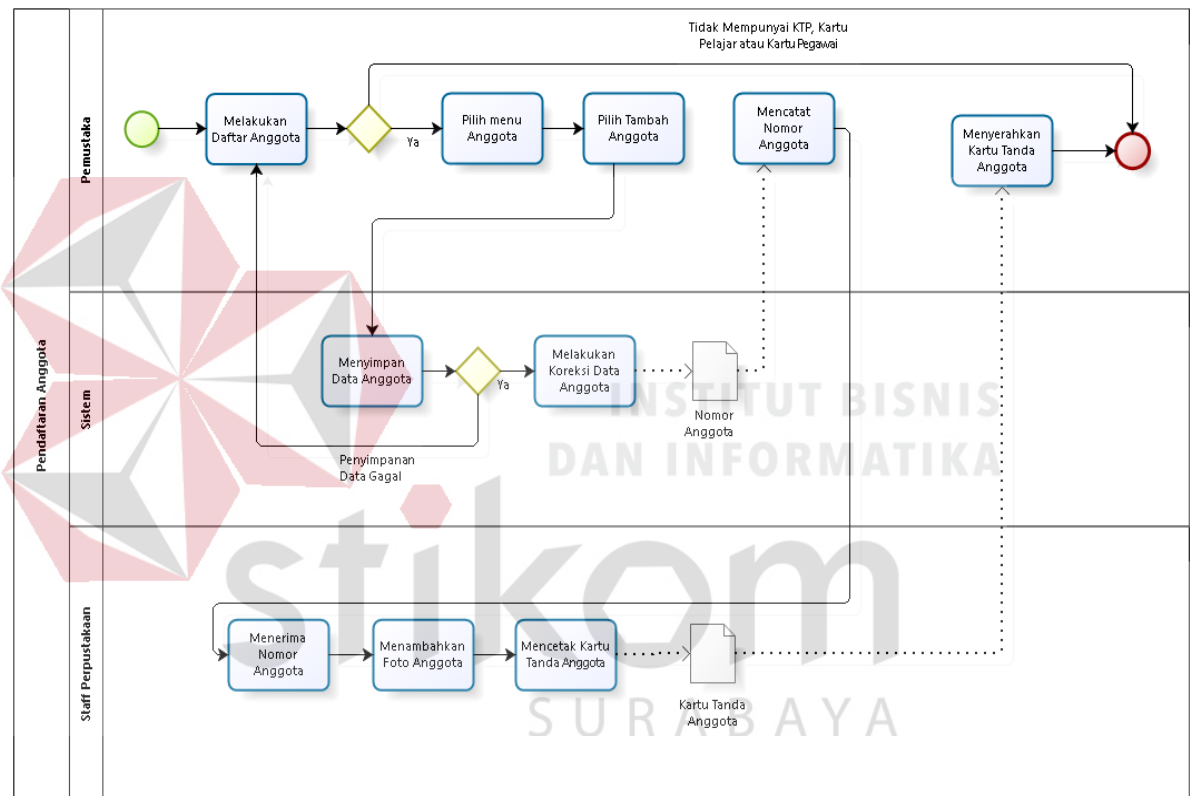 Tidak Mempunyai KTP, Kartu
Pelajar atau Kartu Pegawai
Pendaftaran Anggota
Pemustaka
Melakukan
Daftar Anggota
Ya
Pilih menu
Anggota
Pilih Tambah
Anggota
Mencatat
Nomor
Anggota
Menyerahkan
Kartu Tanda
Anggota
Sistem
Menyimpan
Data Anggota
Ya
Melakukan
Koreksi Data
Anggota
Nomor
Anggota
Penyimpanan
Data Gagal
INSTITUT BISNIS
DAN INFORMATIKA
stikom
SURABAYA
Staff Perpustakaan
Menerima
Nomor
Anggota
Menambahkan
Foto Anggota
Mencetak Kartu
Tanda Anggota
Kartu Tanda
Anggota